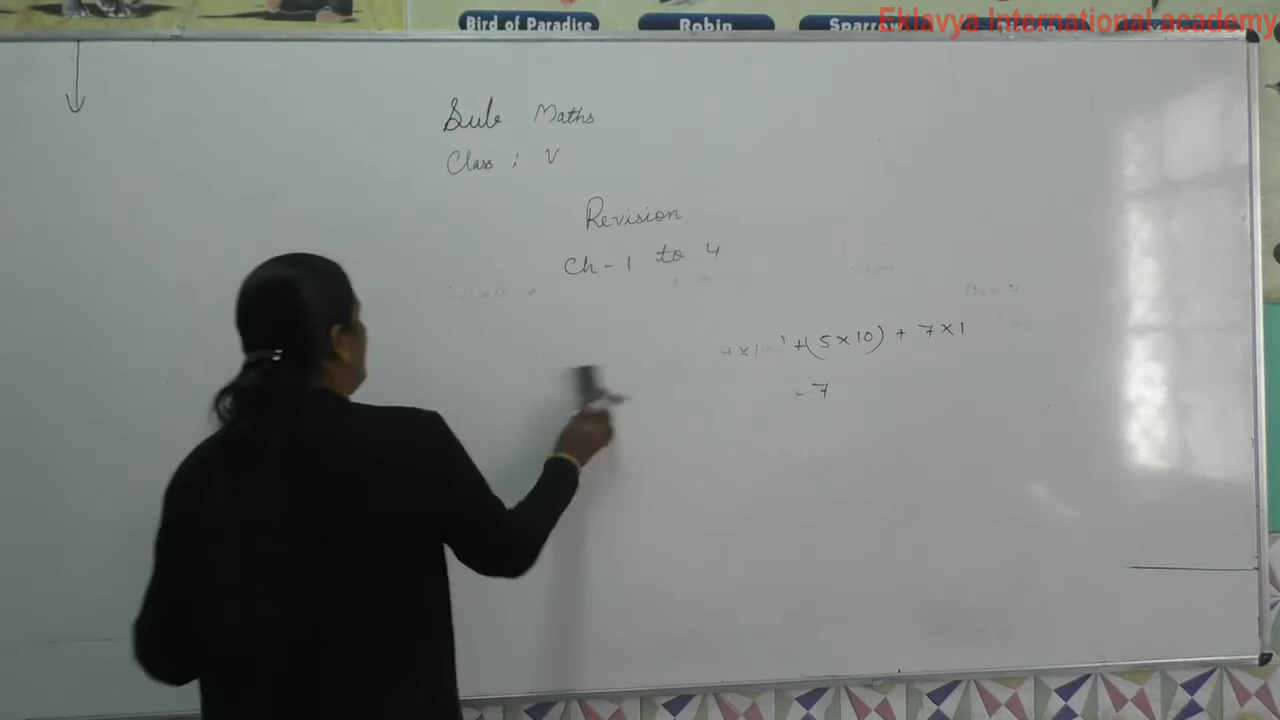 Bird of Paradise Robin Sparrow
Eklavya International academy
Sub Maths
Class : V
Revision
Ch-1 to 4
+(5×10) + 7×1
- 7